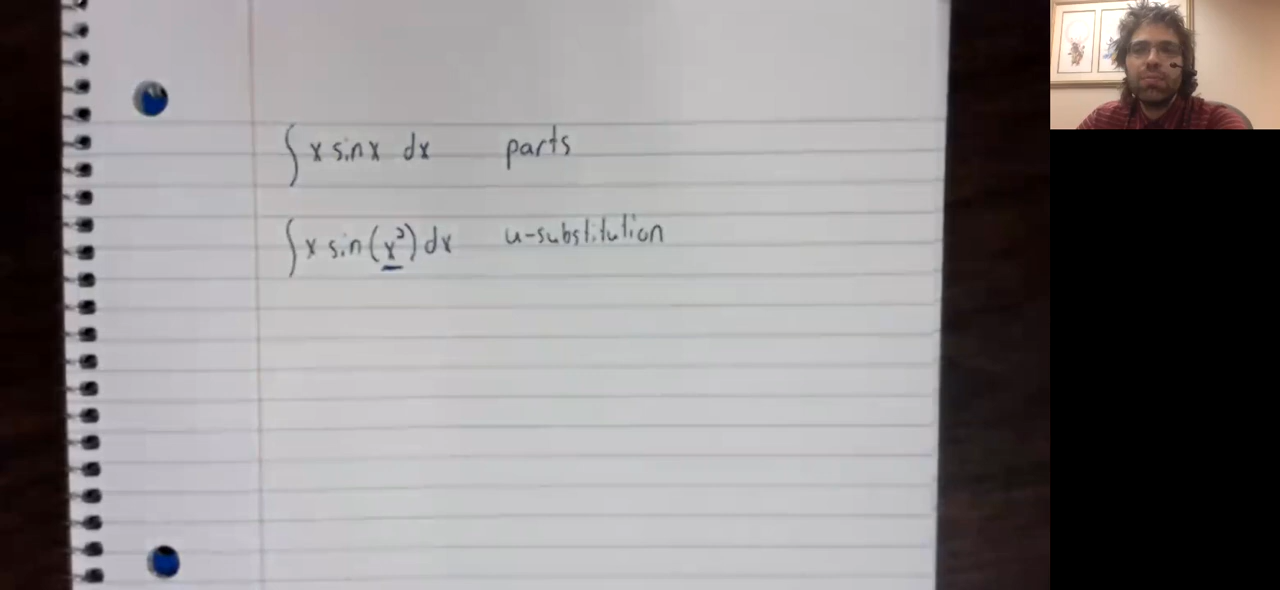 ∫ x sin x dx parts
∫ x sin(x²) dx u-substitution